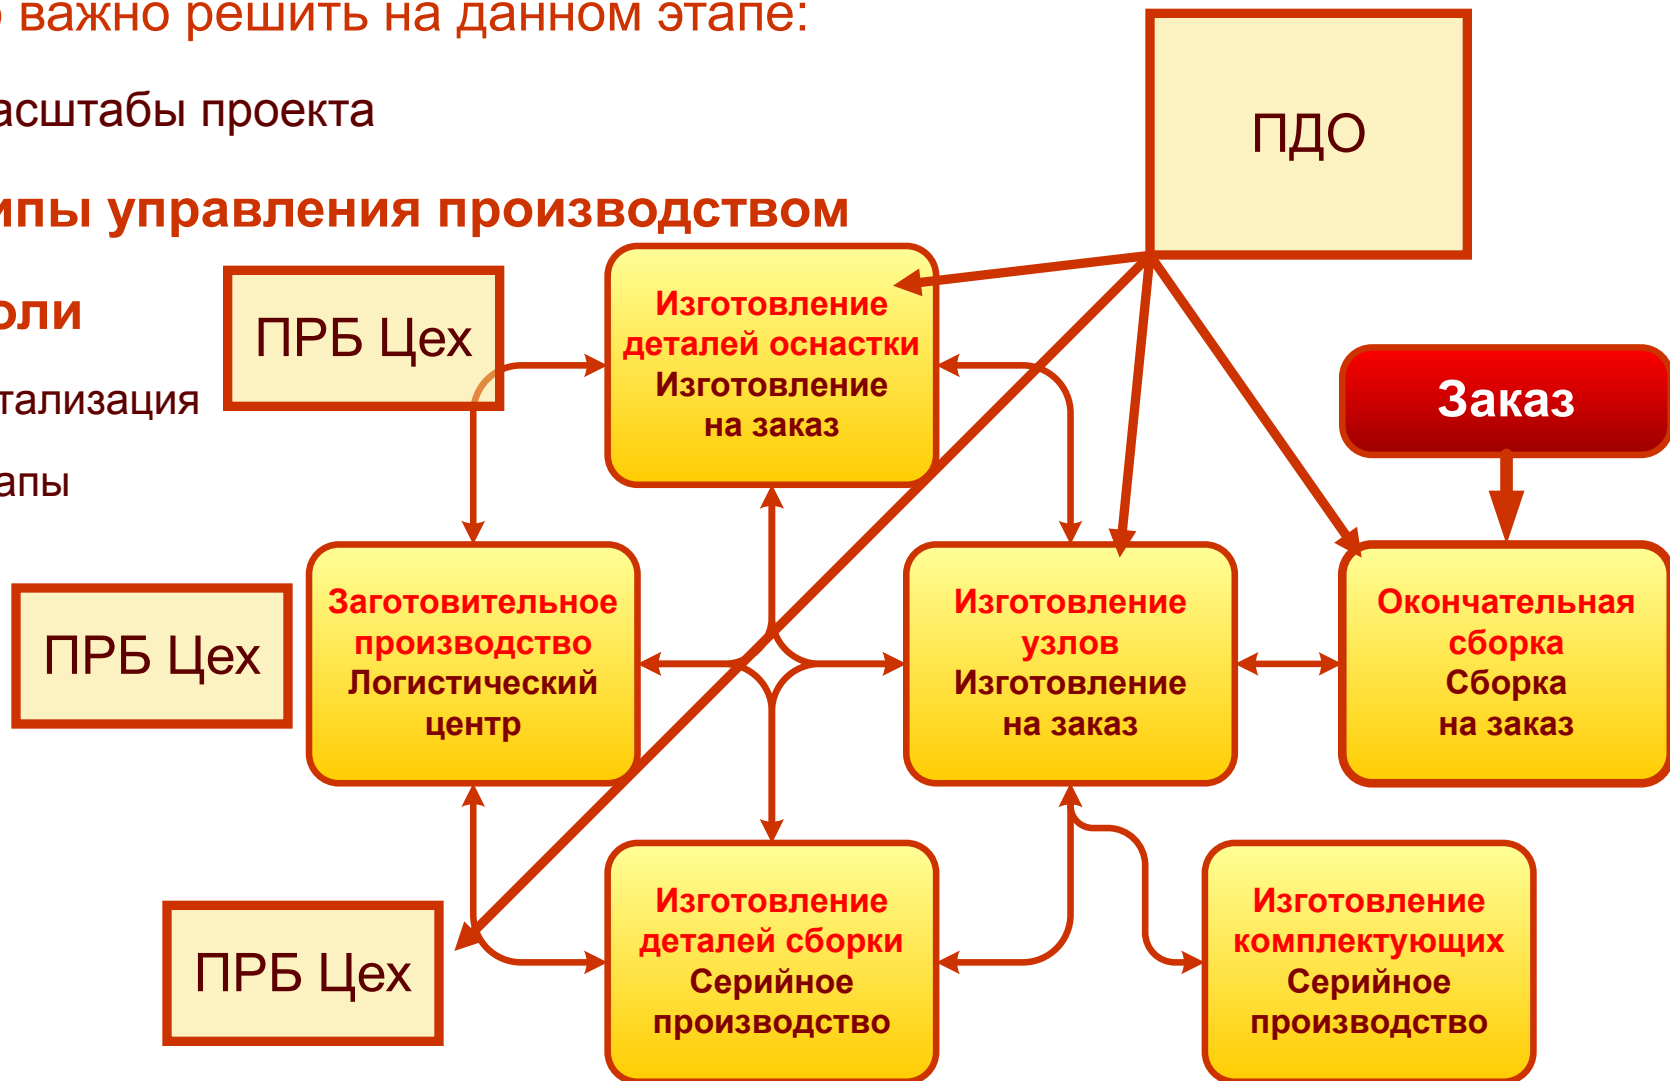 важно решить на данном этапе:
асштабы проекта
ипы управления производством
оли
тализация
апы
ПДО
ПРБ Цех
Изготовление
деталей оснастки
Изготовление
на заказ
Заказ
ПРБ Цех
Заготовительное
производство
Логистический
центр
Изготовление
узлов
Изготовление
на заказ
Окончательная
сборка
Сборка
на заказ
ПРБ Цех
Изготовление
деталей сборки
Серийное
производство
Изготовление
комплектующих
Серийное
производство